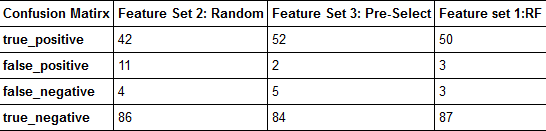 Confusion Matirx Feature Set 2: Random Feature Set 3: Pre-Select Feature set 1:RF
true_positive 42 52 50
false_positive 11 2 3
false_negative 4 5 3
true_negative 86 84 87